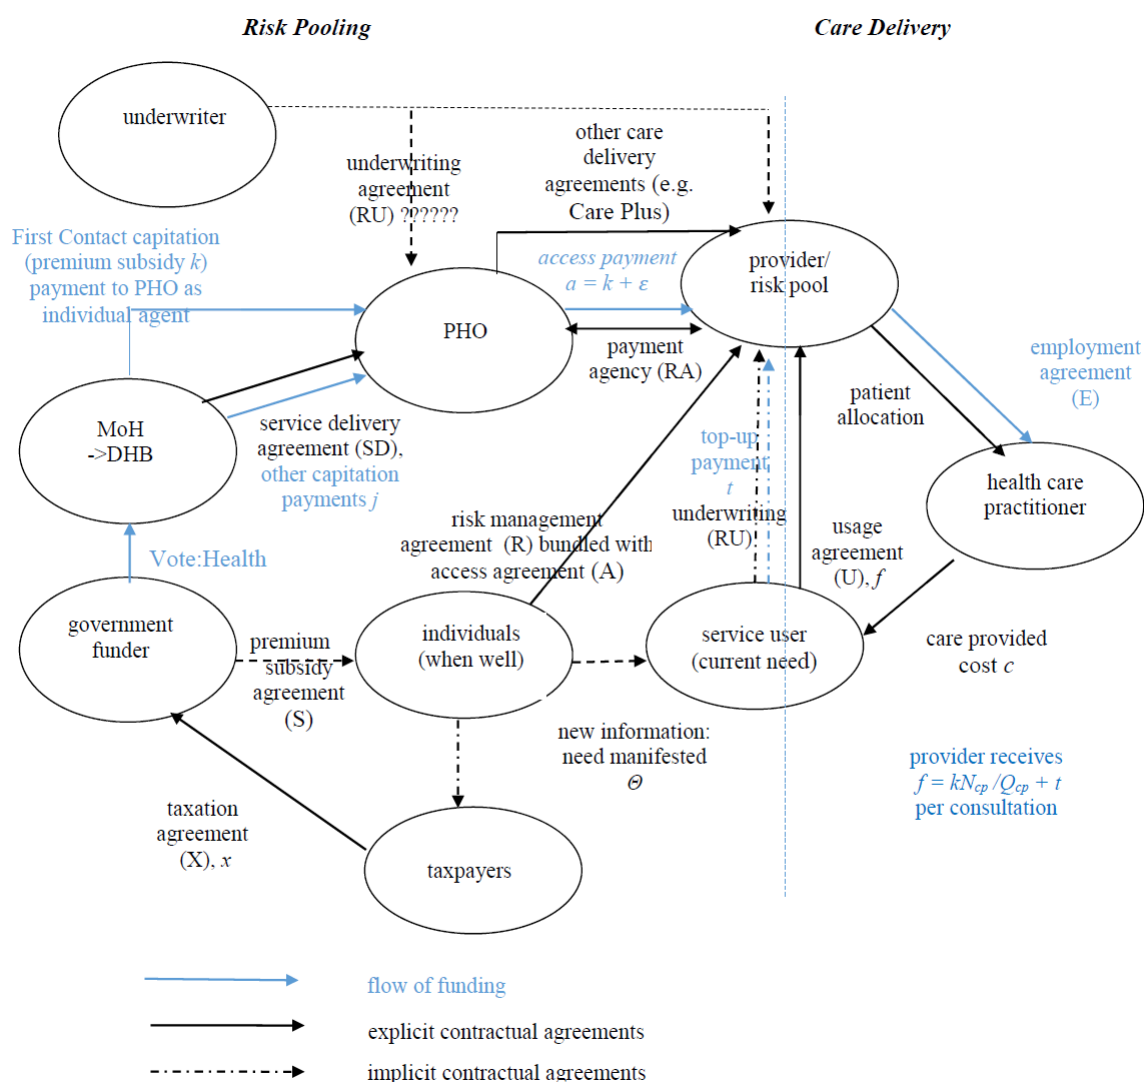 Risk Pooling
Care Delivery
underwriter
underwriting
agreement
(RU) ??????
other care
delivery
agreements (e.g.
Care Plus)
First Contact capitation
(premium subsidy k)
payment to PHO as
individual agent
access payment
a = k + ε
provider/
risk pool
PHO
payment
agency (RA)
employment
agreement
(E)
patient
allocation
MoH
->DHB
service delivery
agreement (SD),
other capitation
payments j
top-up
payment
t
underwriting
(RU)
health care
practitioner
risk management
agreement (R) bundled with
access agreement (A)
usage
agreement
(U), f
Vote:Health
government
funder
premium
subsidy
agreement
(S)
individuals
(when well)
service user
(current need)
care provided
cost c
new information:
need manifested
Θ
provider receives
f = kNcp /Qcp + t
per consultation
taxation
agreement
(X), x
taxpayers
flow of funding
explicit contractual agreements
implicit contractual agreements